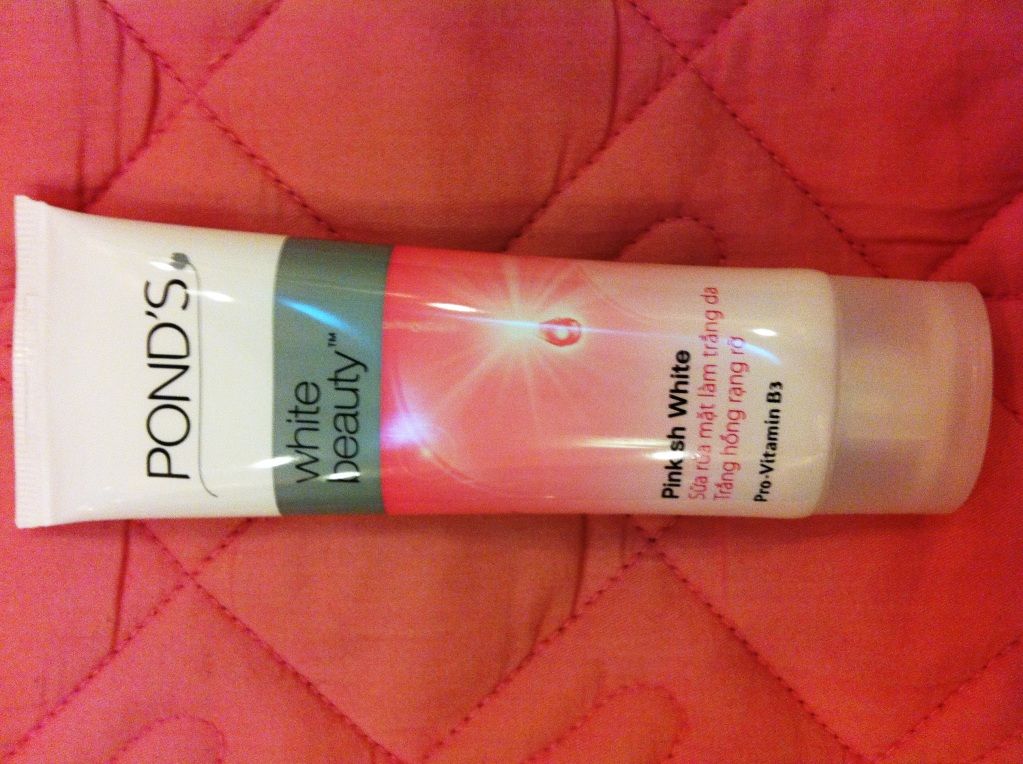 POND'S
white
beauty™
Pinkish White
Sữa rửa mặt làm trắng da
Trắng hồng rạng rỡ
Pro-Vitamin B3